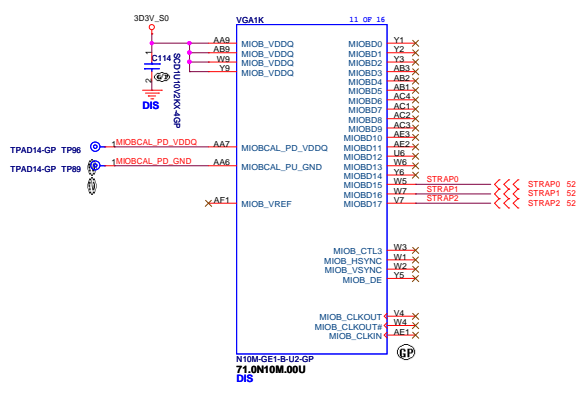 3D3V_S0
VGA1K 11 OF 16
AA9 MIOB_VDDQ
AB9 MIOB_VDDQ
W9 MIOB_VDDQ
Y9 MIOB_VDDQ
1 C114 2
SCD1U10V2KX-4GP
DIS
TPAD14-GP TP96 1 MIOBCAL_PD_VDDQ AA7 MIOBCAL_PD_VDDQ
TPAD14-GP TP89 1 MIOBCAL_PD_GND AA6 MIOBCAL_PU_GND
AF1 MIOB_VREF
MIOBD0 Y1
MIOBD1 Y2
MIOBD2 Y3
MIOBD3 AB3
MIOBD4 AB2
MIOBD5 AB1
MIOBD6 AC4
MIOBD7 AC1
MIOBD8 AC2
MIOBD9 AC3
MIOBD10 AE3
MIOBD11 AE2
MIOBD12 U6
MIOBD13 W6
MIOBD14 Y6
MIOBD15 W5 STRAP0 STRAP0 52
MIOBD16 W7 STRAP1 STRAP1 52
MIOBD17 V7 STRAP2 STRAP2 52
MIOB_CTL3 W3
MIOB_HSYNC W1
MIOB_VSYNC W2
MIOB_DE Y5
MIOB_CLKOUT V4
MIOB_CLKOUT# W4
MIOB_CLKIN AE1
GP
N10M-GE1-B-U2-GP
71.0N10M.00U
DIS